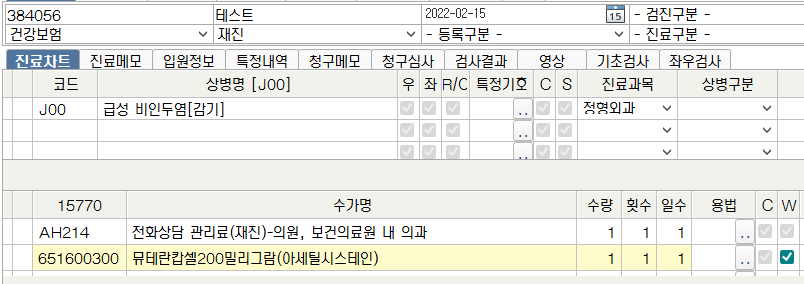 384056 테스트 2022-02-15 15 - 검진구분 -
건강보험 재진 - 등록구분 - - 진료구분 -
진료차트 진료메모 입원정보 특정내역 청구메모 청구심사 검사결과 영상 기초검사 좌우검사
코드 상병명 [J00] 우 좌 R/O 특정기호 C S 진료과목 상병구분
J00 급성 비인두염[감기] .. 정형외과
..
..
15770 수가명 수량 횟수 일수 용법 C W
AH214 전화상담 관리료(재진)-의원, 보건의료원 내 의과 1 1 1 ..
651600300 뮤테란캅셀200밀리그람(아세틸시스테인) 1 1 1 ..